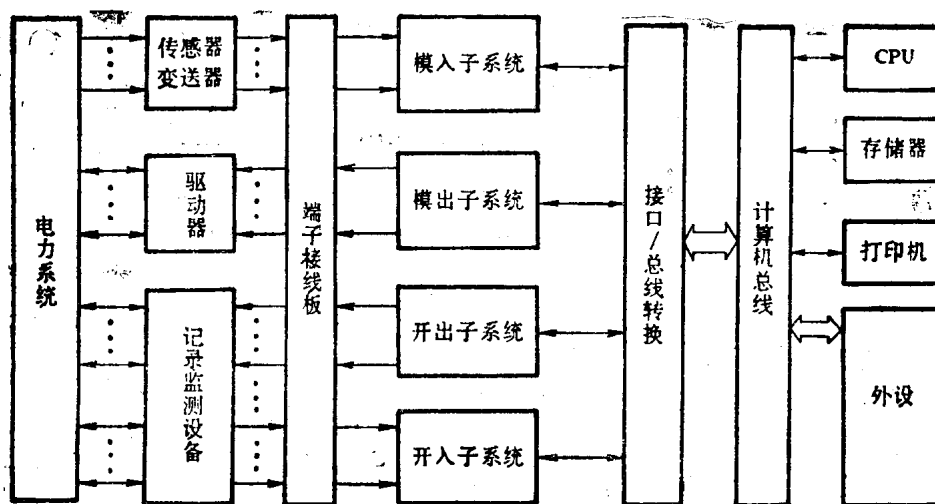 电力系统
传感器
变送器
驱动器
记录监测设备
端子接线板
模入子系统
模出子系统
开出子系统
开入子系统
接口/总线转换
计算机总线
CPU
存储器
打印机
外设